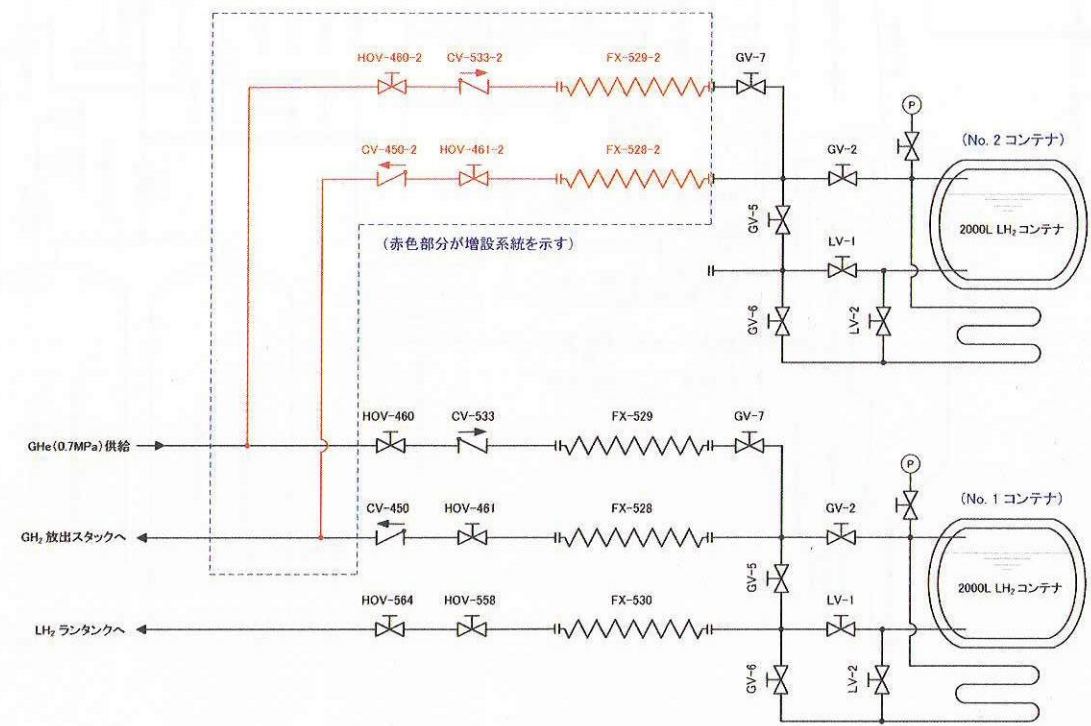 HOV-460-2 CV-533-2 FX-529-2 GV-7
P
(No. 2 コンテナ)
CV-450-2 HOV-461-2 FX-528-2 GV-2
GV-5
2000L LH₂ コンテナ
(赤色部分が増設系統を示す)
LV-1
GV-6
LV-2
HOV-460 CV-533 FX-529 GV-7
GHe(0.7MPa)供給
P
(No. 1 コンテナ)
CV-450 HOV-461 FX-528 GV-2
GH₂ 放出スタックへ
GV-5
2000L LH₂ コンテナ
HOV-564 HOV-558 FX-530 LV-1
LH₂ ランタンクへ
GV-6
LV-2